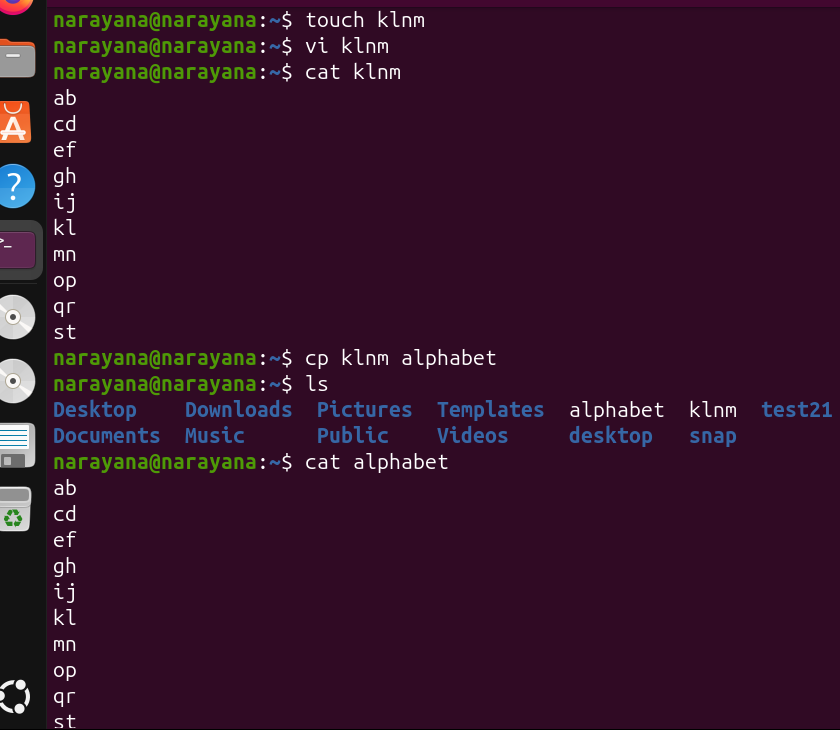 narayana@narayana:~$ touch klnm
narayana@narayana:~$ vi klnm
narayana@narayana:~$ cat klnm
ab
cd
ef
gh
ij
kl
mn
op
qr
st
narayana@narayana:~$ cp klnm alphabet
narayana@narayana:~$ ls
Desktop Downloads Pictures Templates alphabet klnm test21
Documents Music Public Videos desktop snap
narayana@narayana:~$ cat alphabet
ab
cd
ef
gh
ij
kl
mn
op
qr
st